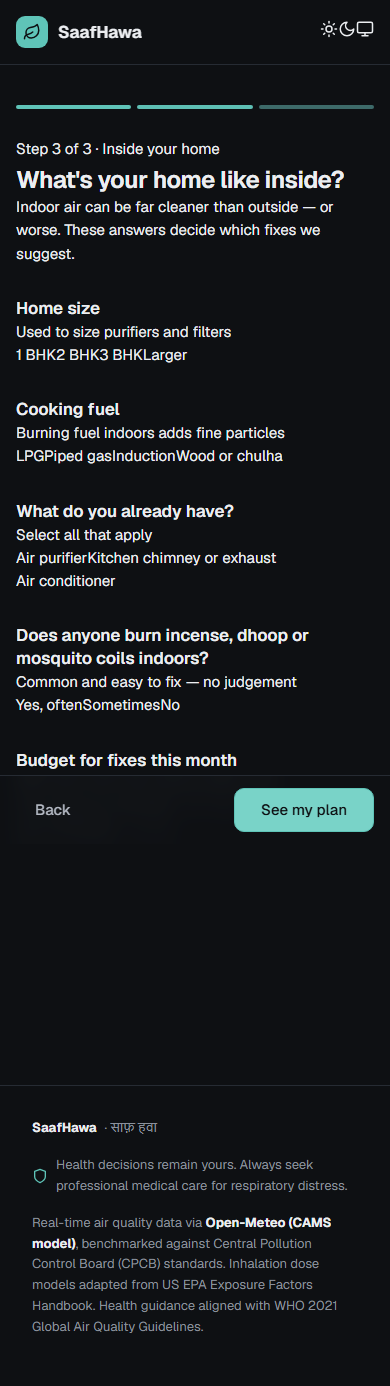 SaafHawa
Step 3 of 3 · Inside your home
What's your home like inside?
Indoor air can be far cleaner than outside — or
worse. These answers decide which fixes we
suggest.
Home size
Used to size purifiers and filters
1 BHK2 BHK3 BHKLarger
Cooking fuel
Burning fuel indoors adds fine particles
LPGPiped gasInductionWood or chulha
What do you already have?
Select all that apply
Air purifierKitchen chimney or exhaust
Air conditioner
Does anyone burn incense, dhoop or
mosquito coils indoors?
Common and easy to fix — no judgement
Yes, oftenSometimesNo
Budget for fixes this month
Back
See my plan
SaafHawa · साफ़ हवा
Health decisions remain yours. Always seek
professional medical care for respiratory distress.
Real-time air quality data via Open-Meteo (CAMS
model), benchmarked against Central Pollution
Control Board (CPCB) standards. Inhalation dose
models adapted from US EPA Exposure Factors
Handbook. Health guidance aligned with WHO 2021
Global Air Quality Guidelines.